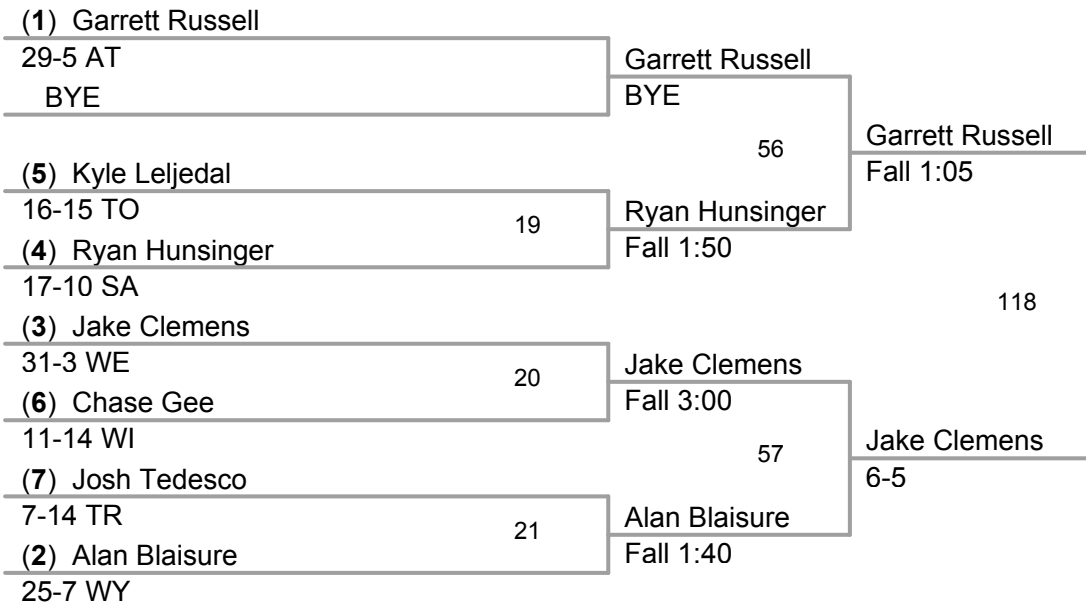 (1) Garrett Russell
29-5 AT
BYE
(5) Kyle Leljedal
16-15 TO
(4) Ryan Hunsinger
17-10 SA
(3) Jake Clemens
31-3 WE
(6) Chase Gee
11-14 WI
(7) Josh Tedesco
7-14 TR
(2) Alan Blaisure
25-7 WY
19
20
21
Garrett Russell
BYE
Ryan Hunsinger
Fall 1:50
Jake Clemens
Fall 3:00
Alan Blaisure
Fall 1:40
56
57
Garrett Russell
Fall 1:05
Jake Clemens
6-5
118